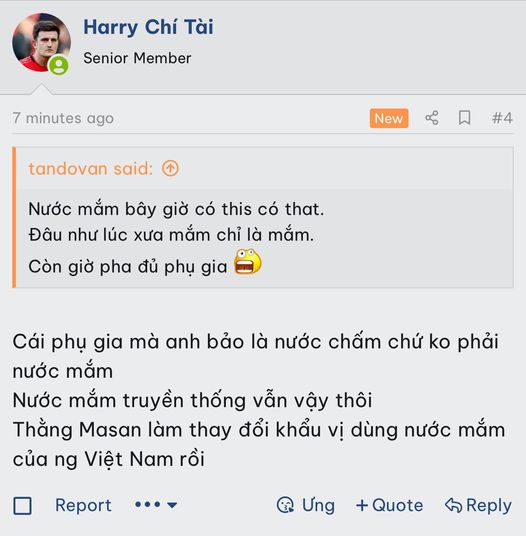 Harry Chí Tài
Senior Member
7 minutes ago New #4
tandovan said:
Nước mắm bây giờ có this có that.
Đâu như lúc xưa mắm chỉ là mắm.
Còn giờ pha đủ phụ gia
Cái phụ gia mà anh bảo là nước chấm chứ ko phải
nước mắm
Nước mắm truyền thống vẫn vậy thôi
Thằng Masan làm thay đổi khẩu vị dùng nước mắm
của ng Việt Nam rồi
Report Ưng +Quote Reply